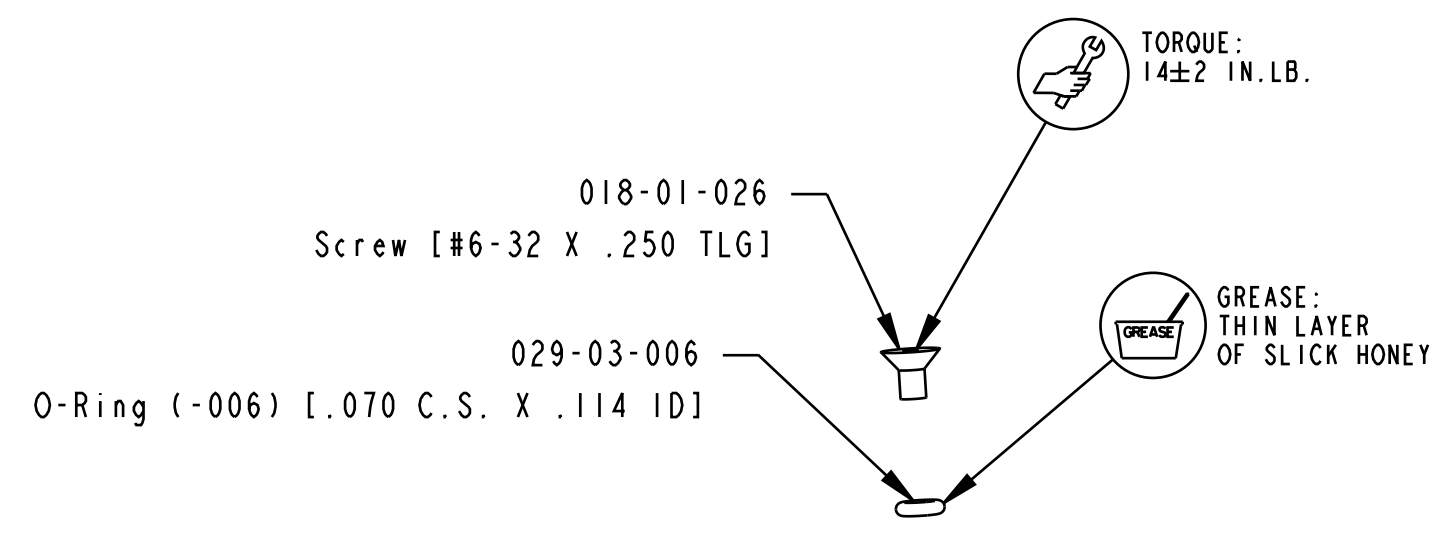 TORQUE:
14±2 IN.LB.
018-01-026
Screw [#6-32 X .250 TLG]
GREASE:
THIN LAYER
OF SLICK HONEY
GREASE
029-03-006
O-Ring (-006) [.070 C.S. X .114 ID]